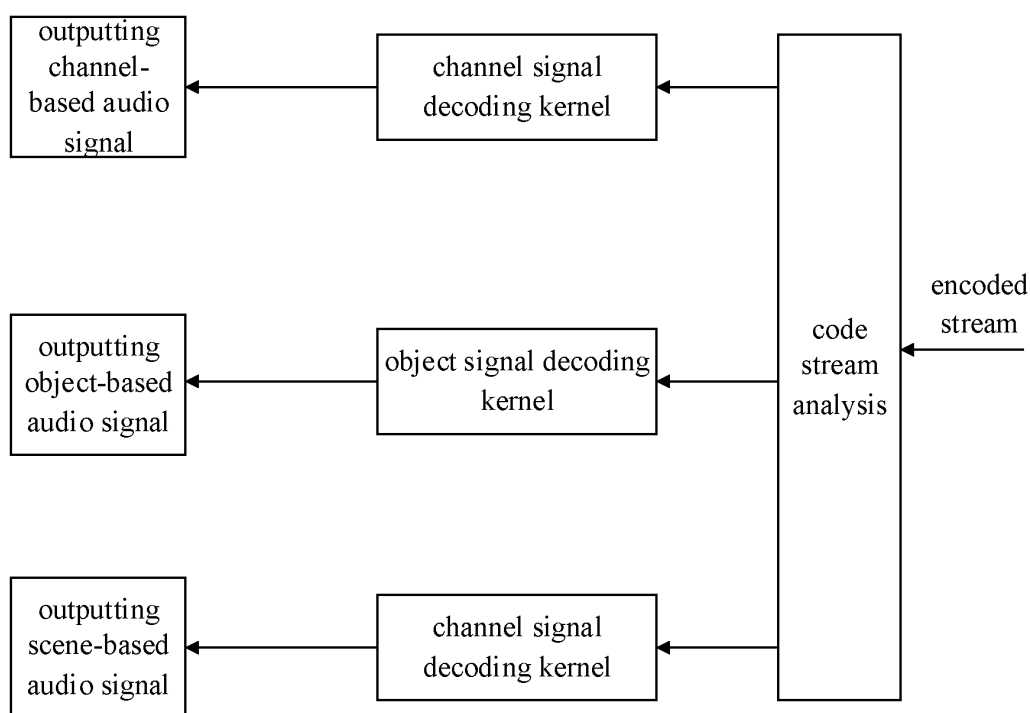 outputting
channel-
based audio
signal
channel signal
decoding kernel
encoded
stream
code
stream
analysis
outputting
object-based
audio signal
object signal decoding
kernel
outputting
scene-based
audio signal
channel signal
decoding kernel